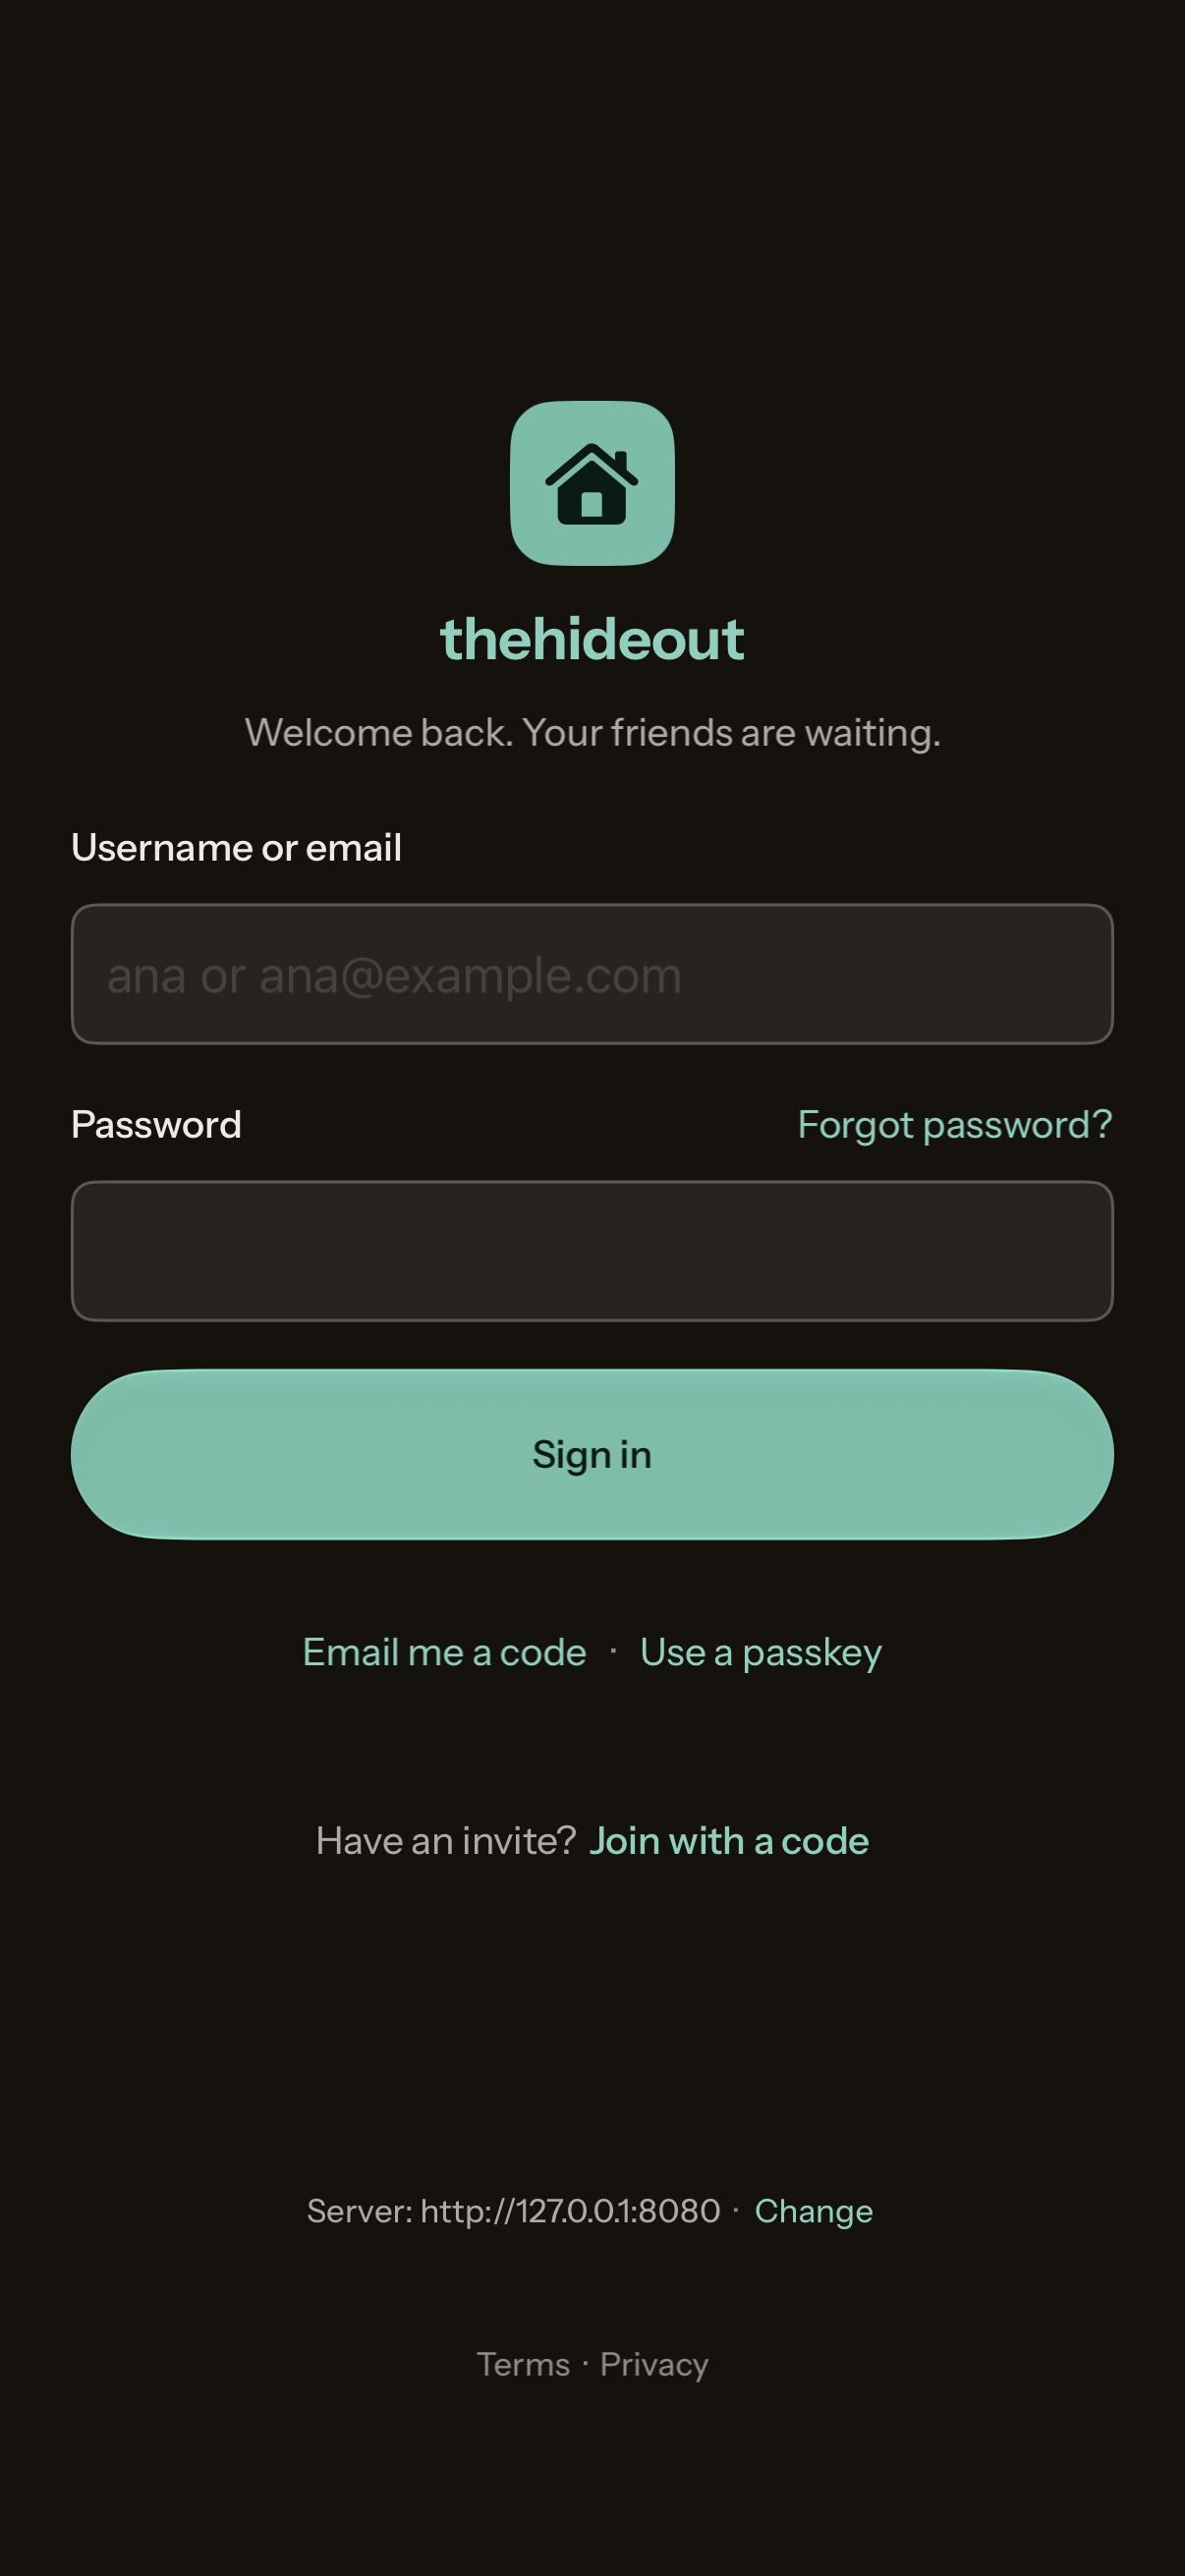 thehideout
Welcome back. Your friends are waiting.
Username or email
ana or ana@example.com
Password
Forgot password?
Sign in
Email me a code · Use a passkey
Have an invite? Join with a code
Server: http://127.0.0.1:8080 · Change
Terms · Privacy